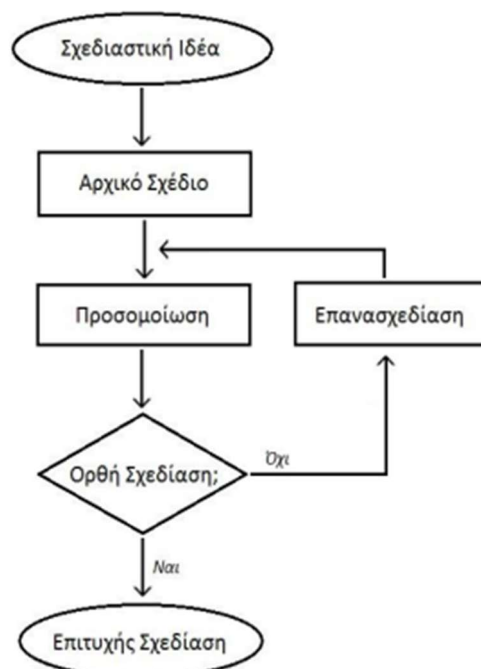 Σχεδιαστική Ιδέα
Αρχικό Σχέδιο
Προσομοίωση
Επανασχεδίαση
Ορθή Σχεδίαση;
Όχι
Ναι
Επιτυχής Σχεδίαση